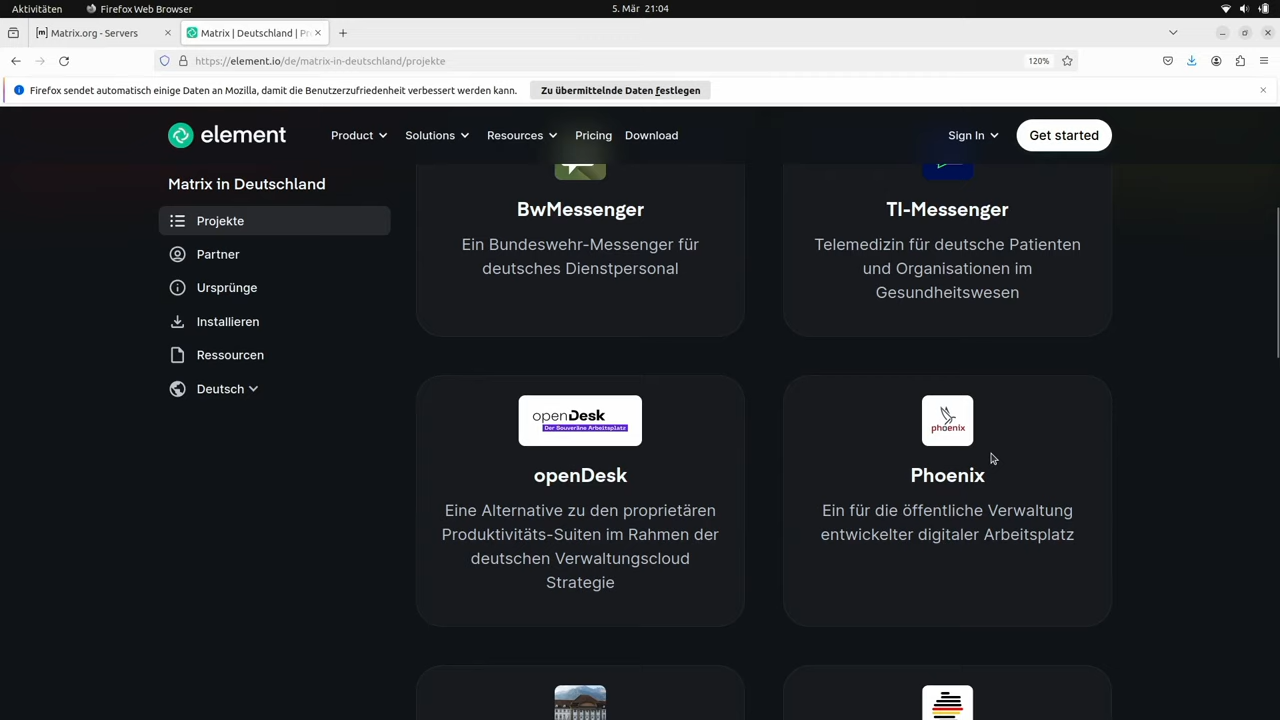 Aktivitäten
Firefox Web Browser
5. Mär 21:04
[m] Matrix.org - Servers
Matrix | Deutschland | Pr
https://element.io/de/matrix-in-deutschland/projekte
120%
Firefox sendet automatisch einige Daten an Mozilla, damit die Benutzerzufriedenheit verbessert werden kann.
Zu übermittelnde Daten festlegen
element
Product
Solutions
Resources
Pricing
Download
Sign In
Get started
Matrix in Deutschland
Projekte
Partner
Ursprünge
Installieren
Ressourcen
Deutsch
BwMessenger
Ein Bundeswehr-Messenger für
deutsches Dienstpersonal
TI-Messenger
Telemedizin für deutsche Patienten
und Organisationen im
Gesundheitswesen
openDesk
Der Souveräne Arbeitsplatz
openDesk
Eine Alternative zu den proprietären
Produktivitäts-Suiten im Rahmen der
deutschen Verwaltungscloud
Strategie
phoenix
Phoenix
Ein für die öffentliche Verwaltung
entwickelter digitaler Arbeitsplatz